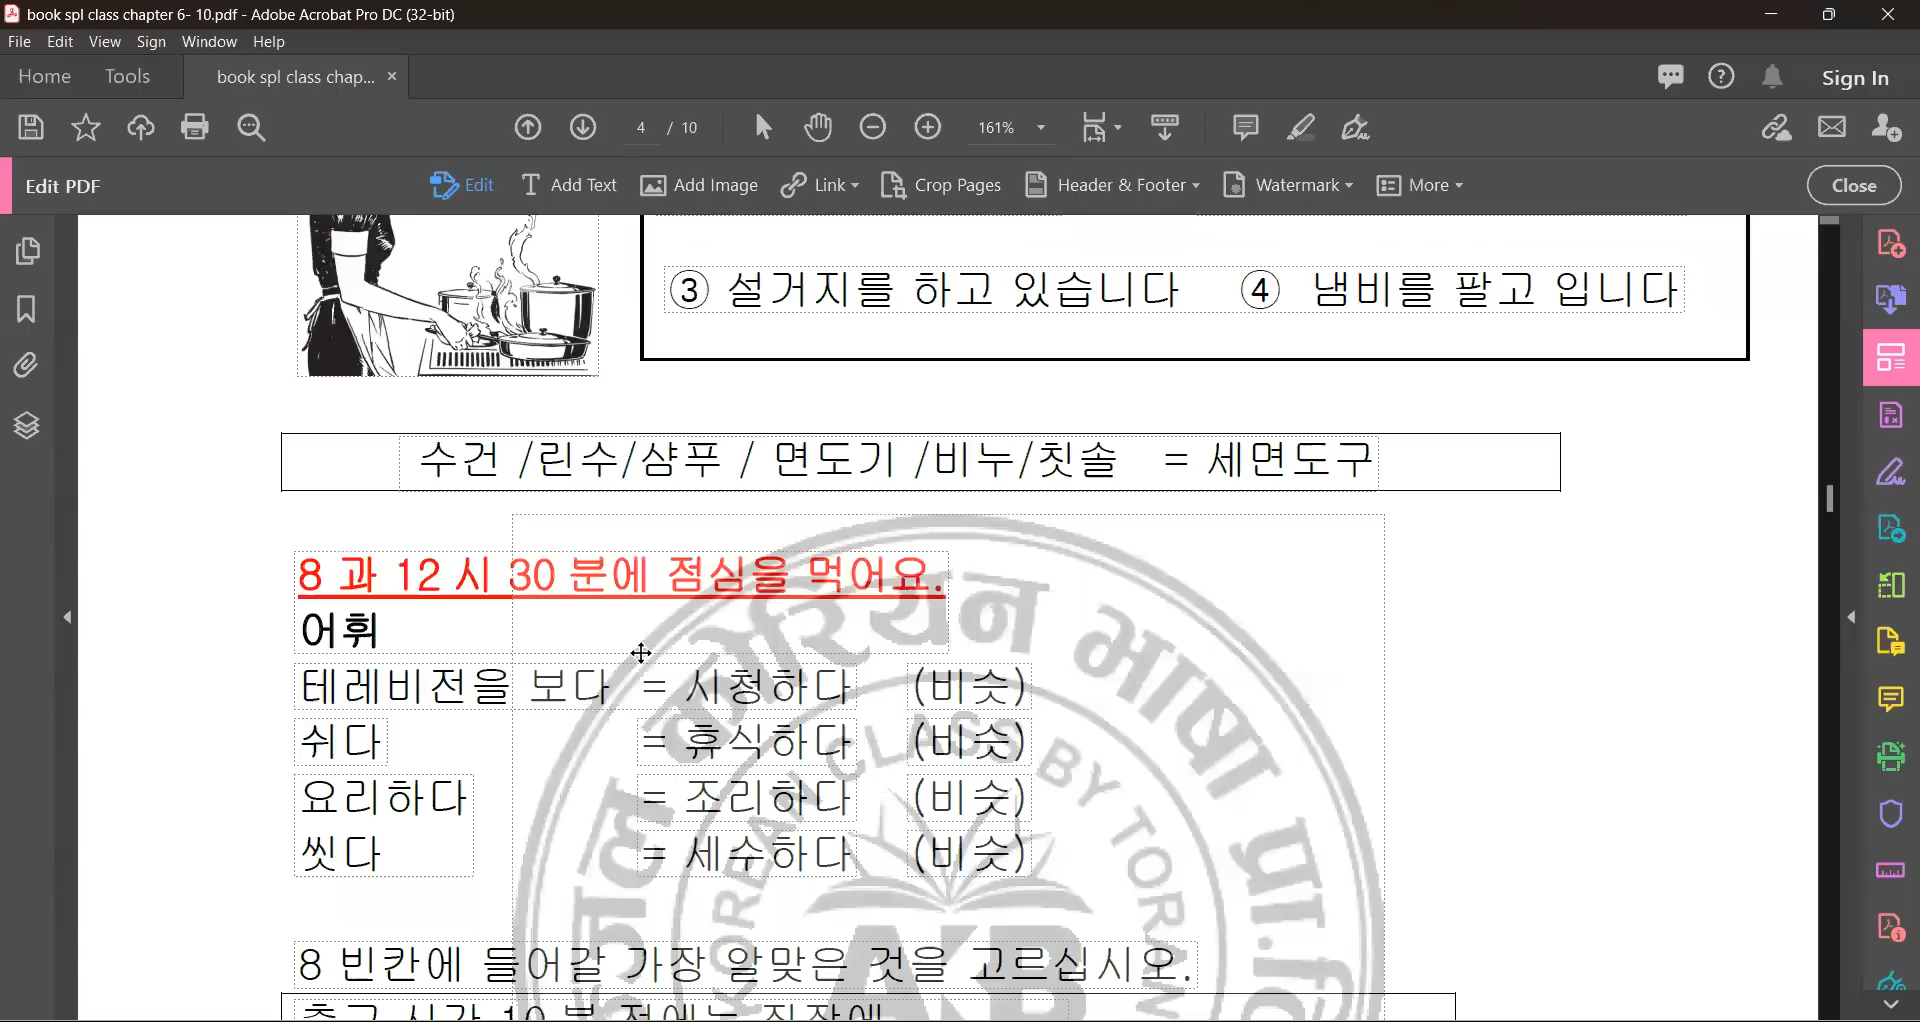 book spl class chapter 6- 10.pdf - Adobe Acrobat Pro DC (32-bit)
File Edit View Sign Window Help
Home Tools book spl class chap... × Sign In
4 / 10 161%
Edit PDF Edit Add Text Add Image Link Crop Pages Header & Footer Watermark More Close
③ 설거지를 하고 있습니다 ④ 냄비를 팔고 입니다
수건 /린수/샴푸 / 면도기 /비누/칫솔 = 세면도구
8 과 12 시 30 분에 점심을 먹어요.
어휘
테레비전을 보다 = 시청하다 (비슷)
쉬다 = 휴식하다 (비슷)
요리하다 = 조리하다 (비슷)
씻다 = 세수하다 (비슷)
8 빈칸에 들어갈 가장 알맞은 것을 고르십시오.
कोरियन भाषा प्रा.लि
KOREAN CLASS BY TORAN
AKB